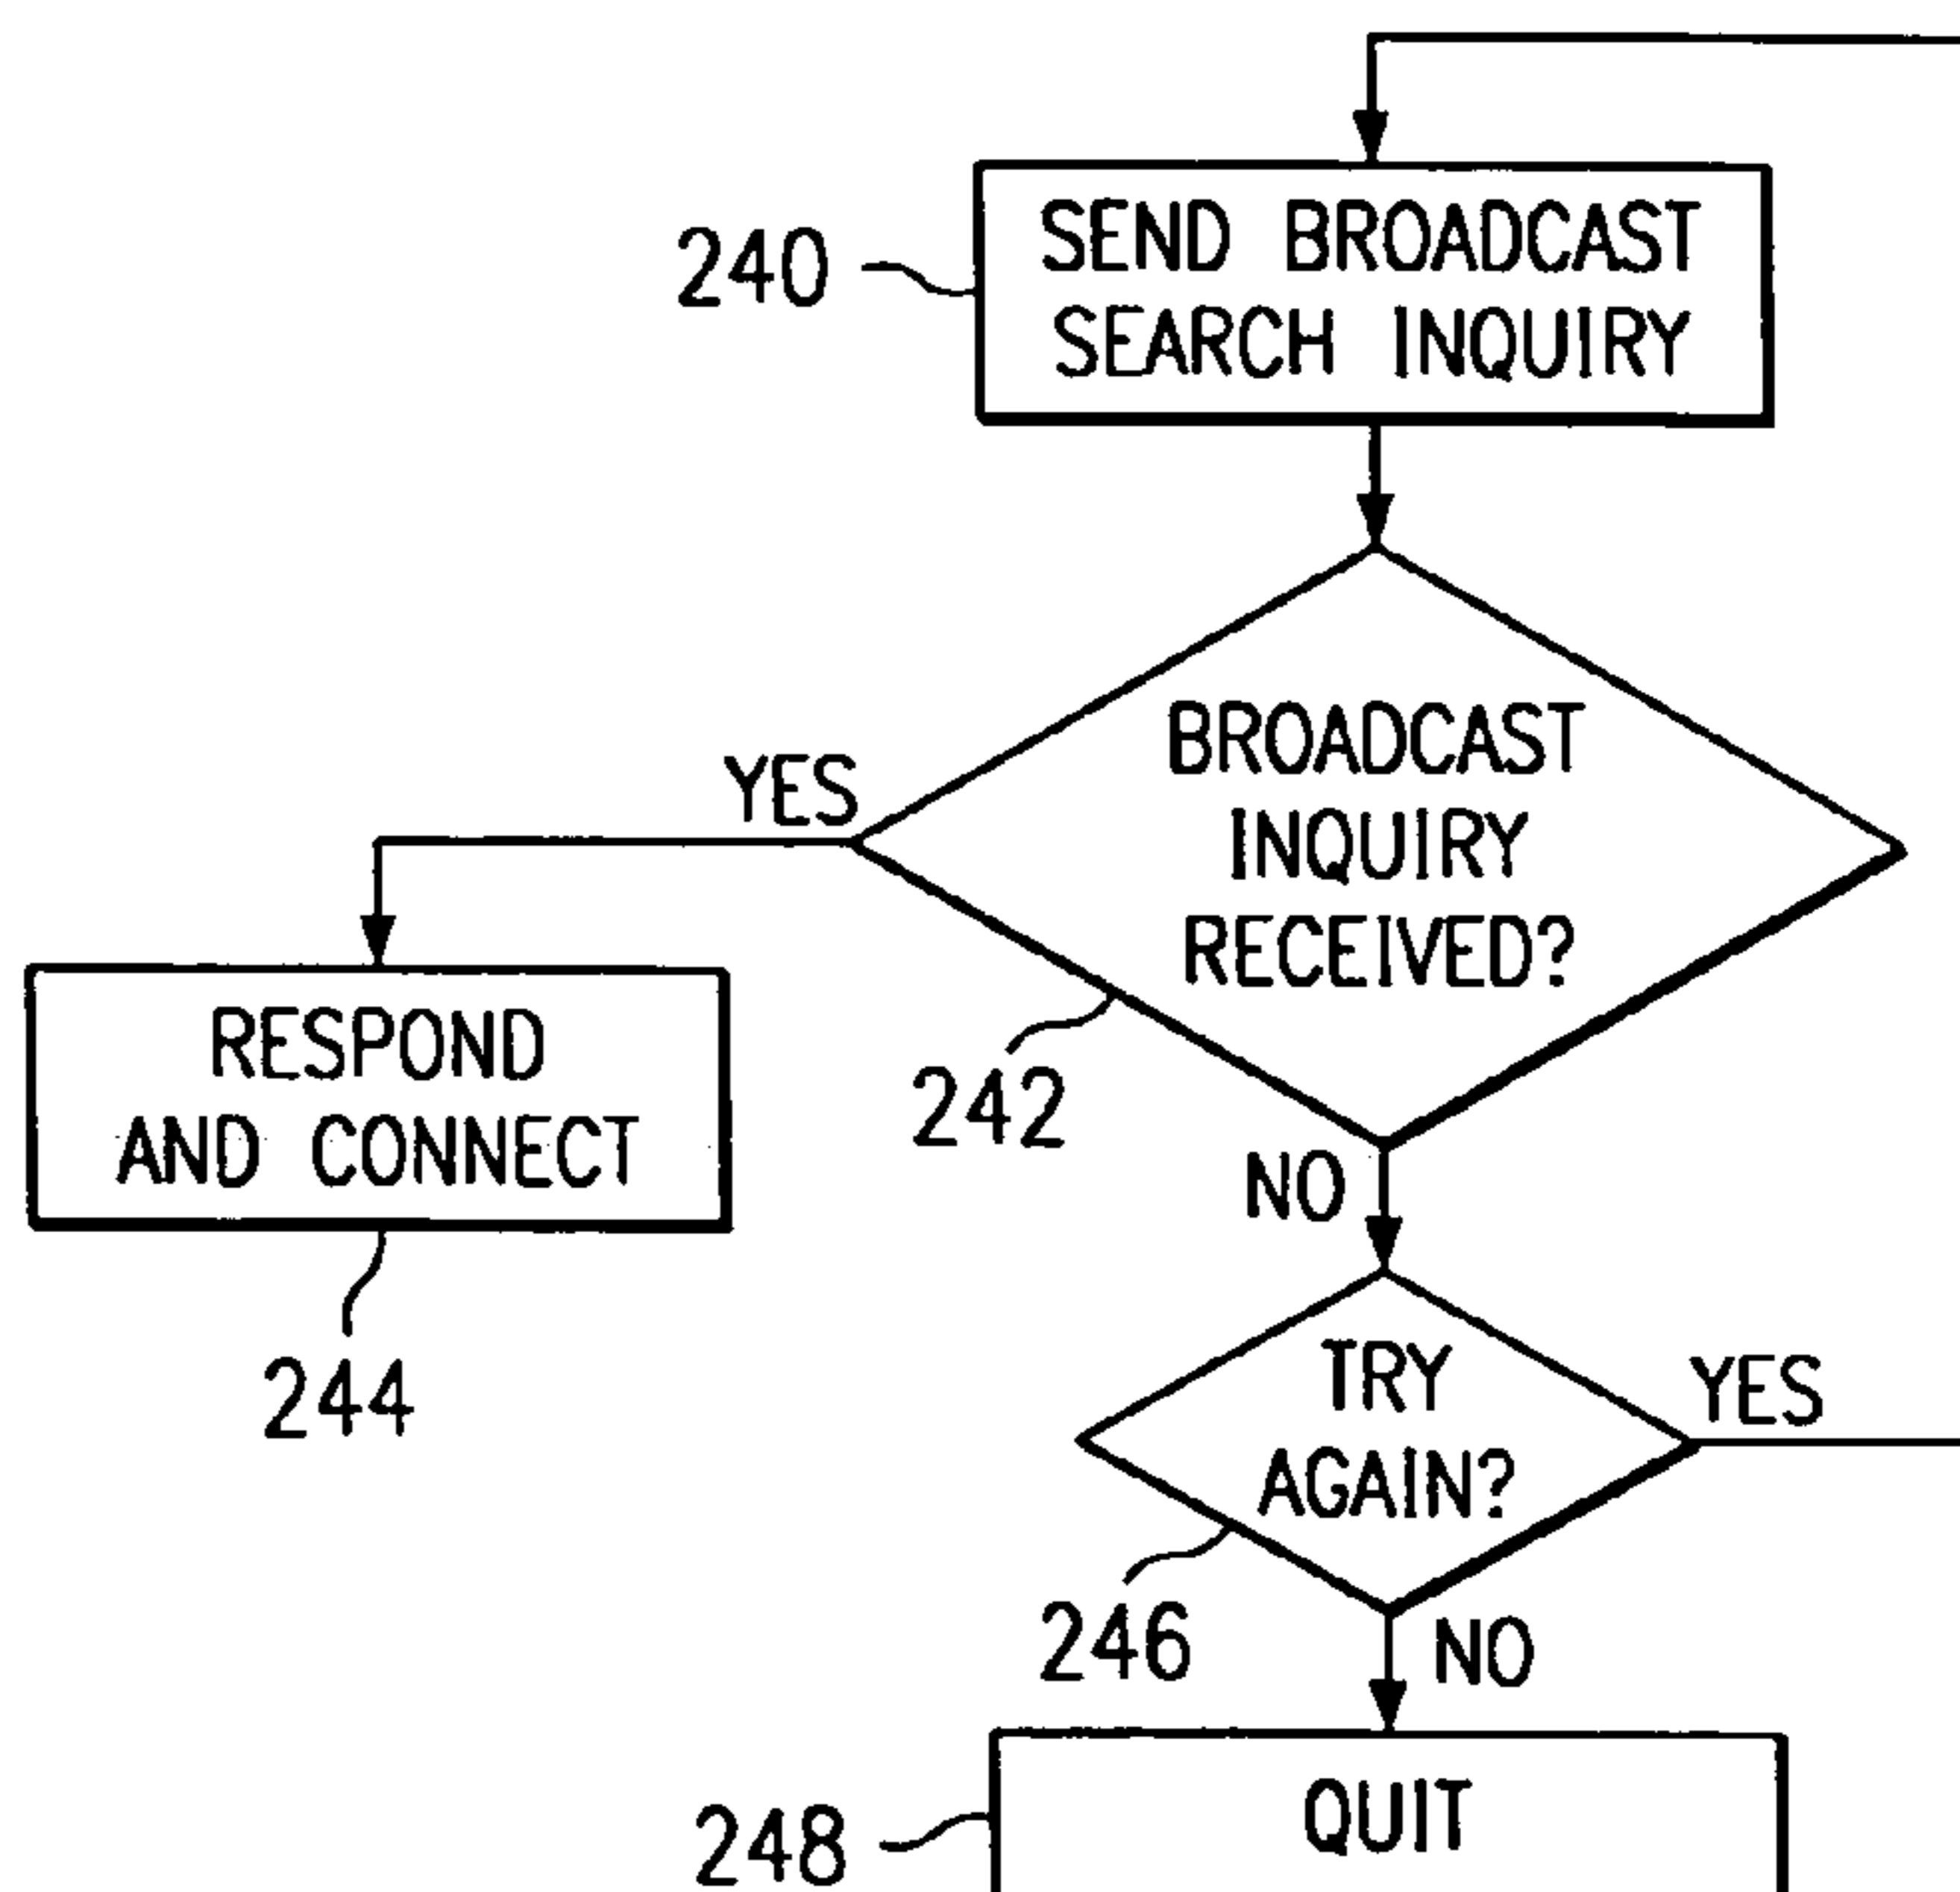 240
SEND BROADCAST
SEARCH INQUIRY
BROADCAST
INQUIRY
RECEIVED?
YES
242
NO
RESPOND
AND CONNECT
244
TRY
AGAIN?
YES
246
NO
248
QUIT